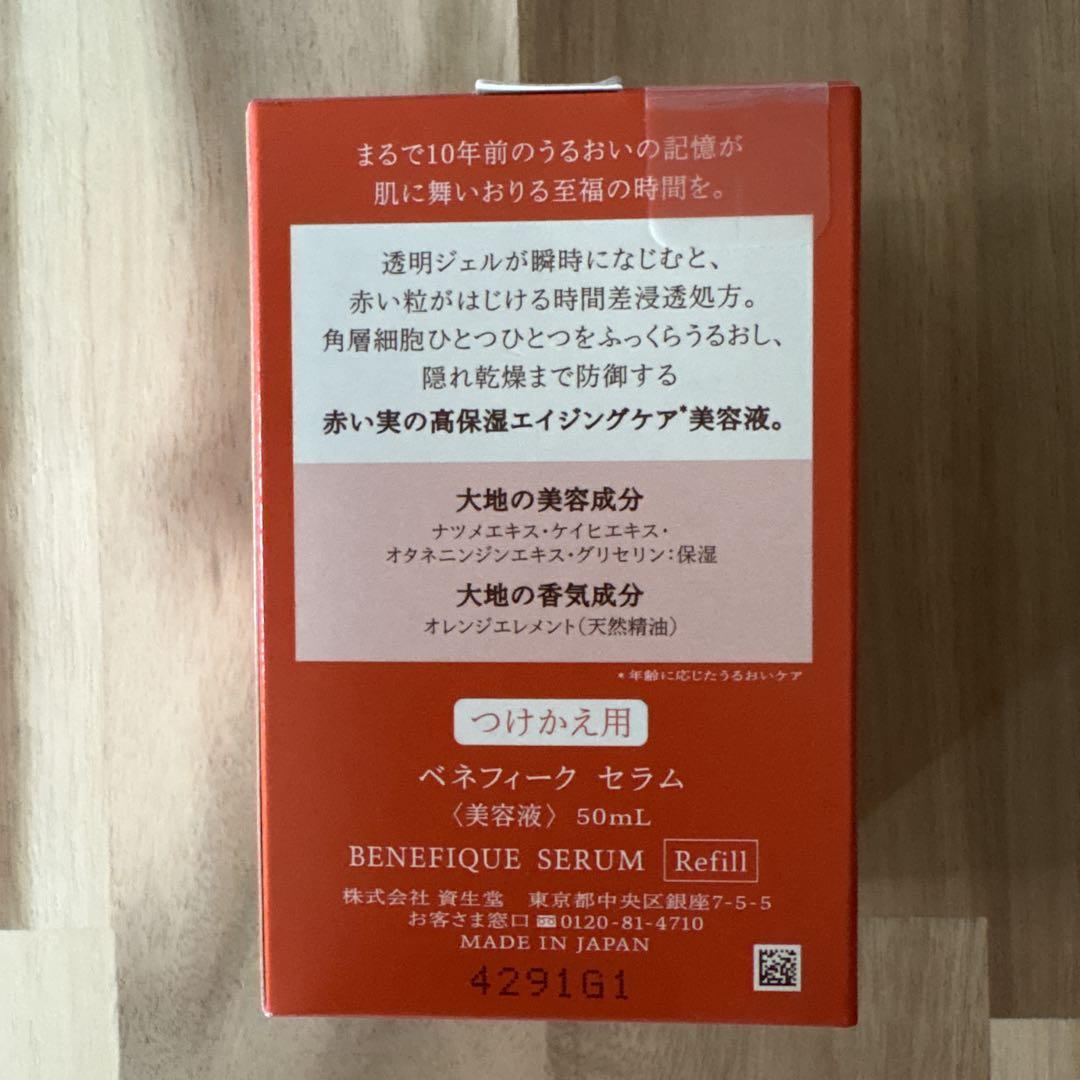 まるで10年前のうるおいの記憶が
肌に舞いおりる至福の時間を。
透明ジェルが瞬時になじむと、
赤い粒がはじける時間差浸透処方。
角層細胞ひとつひとつをふっくらうるおし、
隠れ乾燥まで防御する
赤い実の高保湿エイジングケア*美容液。
大地の美容成分
ナツメエキス・ケイヒエキス・
オタネニンジンエキス・グリセリン:保湿
大地の香気成分
オレンジエレメント(天然精油)
*年齢に応じたうるおいケア
つけかえ用
ベネフィーク セラム
〈美容液〉 50mL
BENEFIQUE SERUM Refill
株式会社 資生堂 東京都中央区銀座7-5-5
お客さま窓口 0120-81-4710
MADE IN JAPAN
4291G1